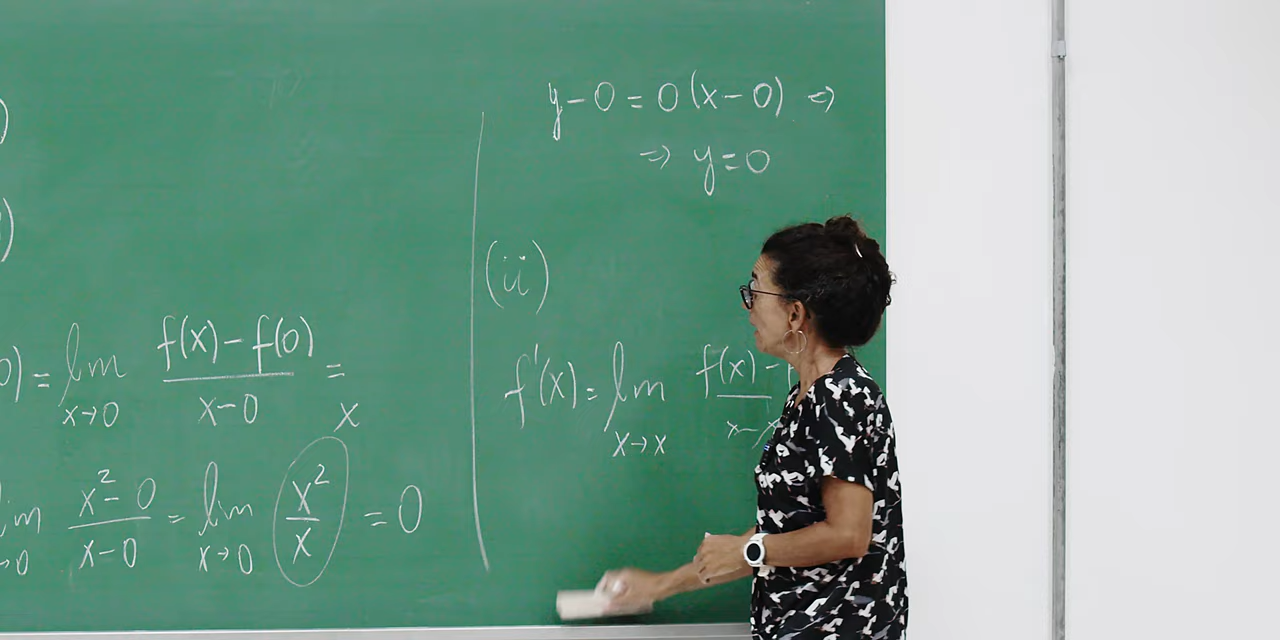 )
)
0) = lim x→0 f(x) - f(0) / x-0 =
x
lim x→0 x² - 0 / x-0 = lim x→0 x² / x = 0
y - 0 = 0 (x - 0) ⇒
⇒ y = 0
(ii)
f'(x) = lim x→x f(x) - / x-x